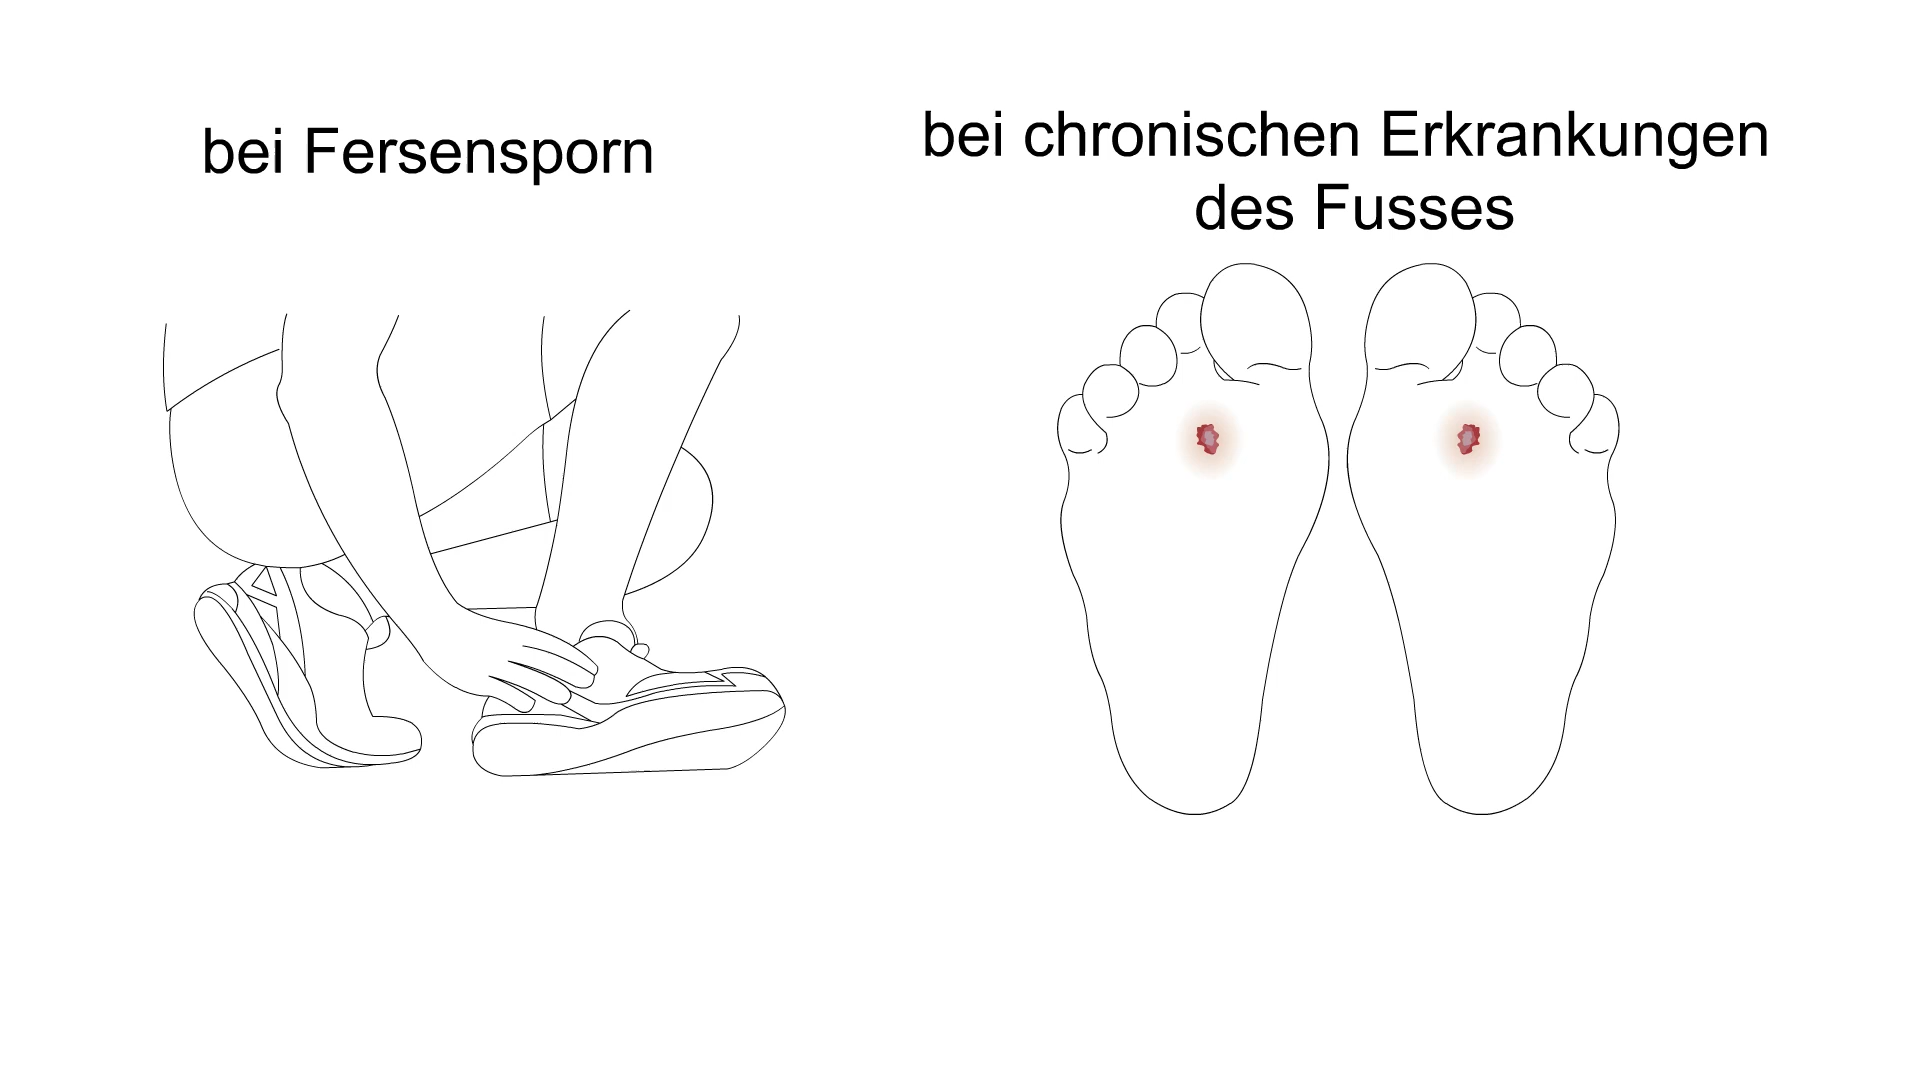 bei Fersensporn
bei chronischen Erkrankungen
des Fusses